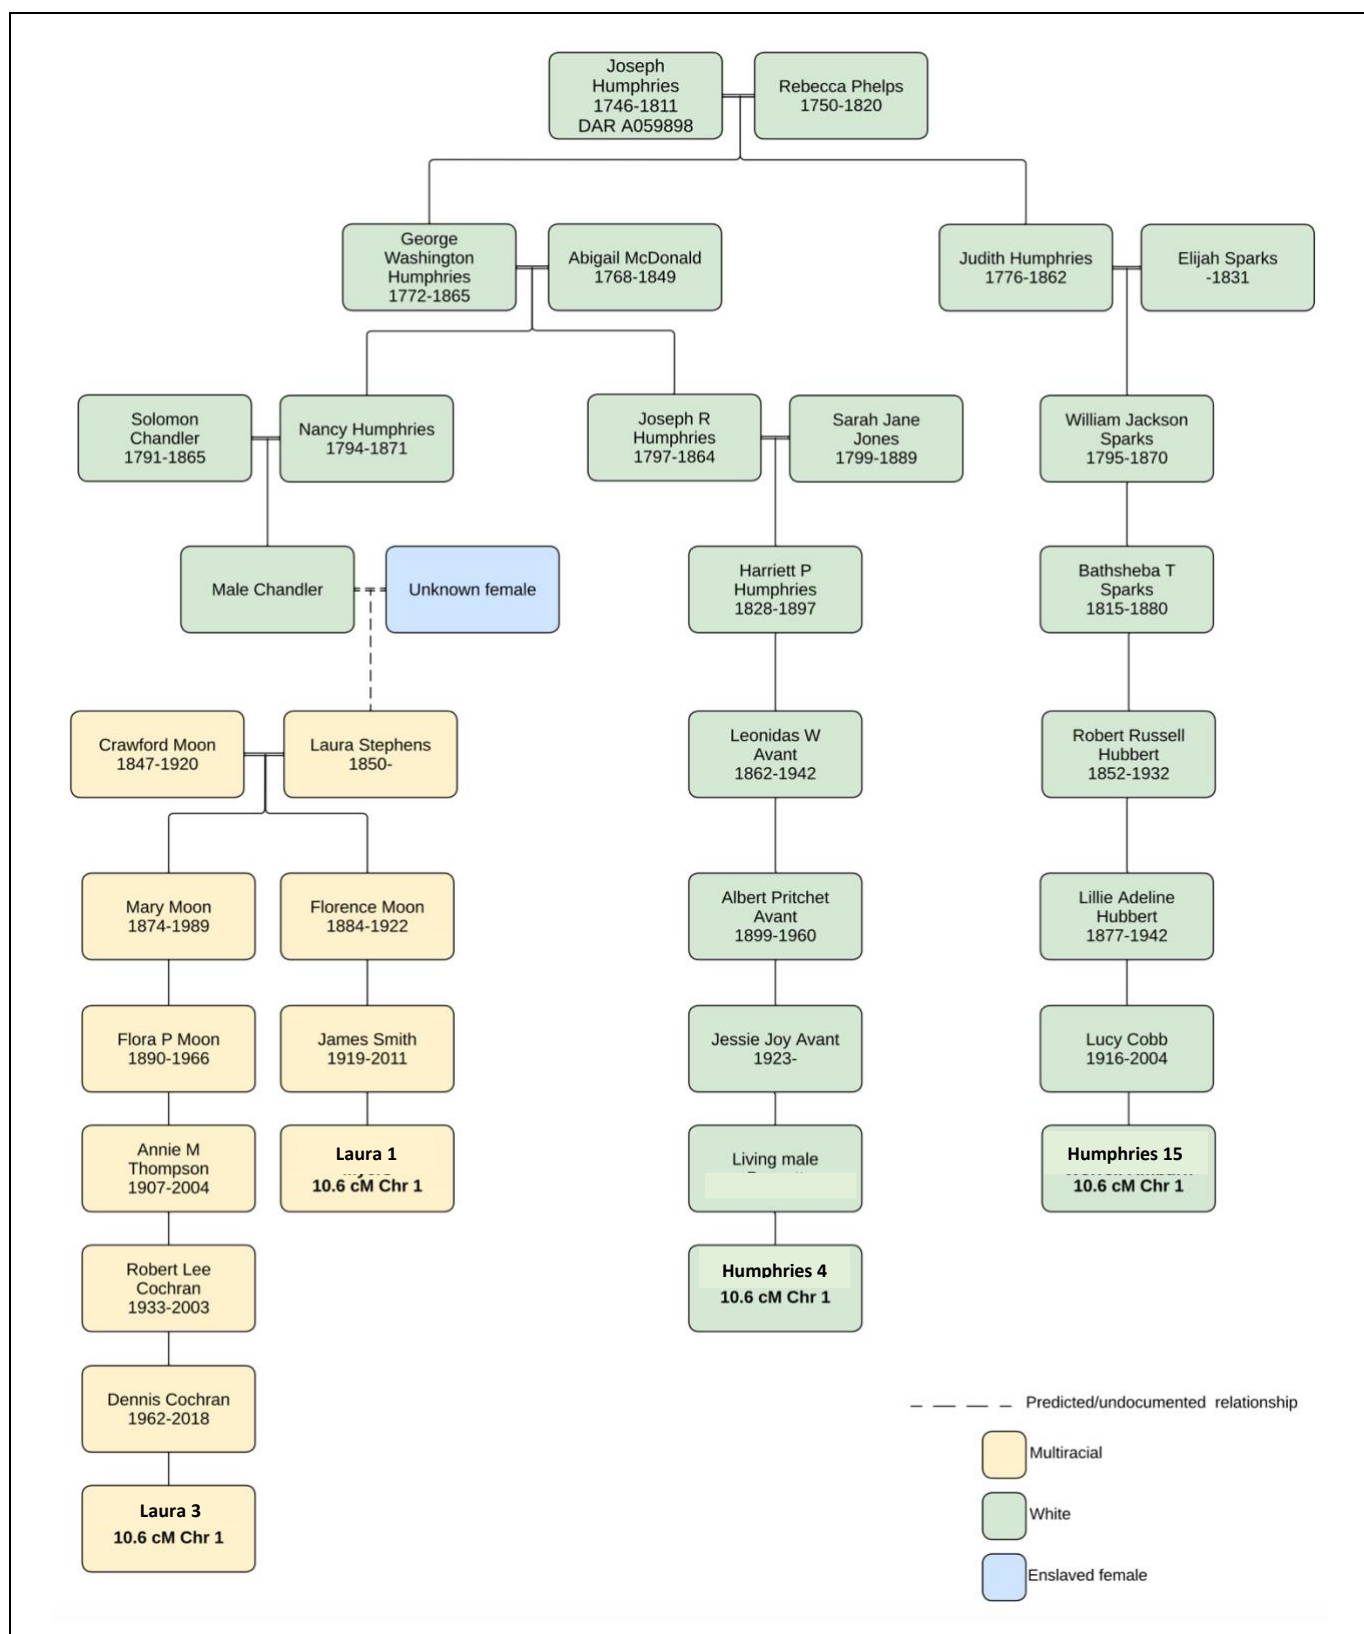 Joseph
Humphries
1746-1811
DAR A059898
Rebecca Phelps
1750-1820
George
Washington
Humphries
1772-1865
Abigail McDonald
1768-1849
Judith Humphries
1776-1862
Elijah Sparks
-1831
Solomon
Chandler
1791-1865
Nancy Humphries
1794-1871
Joseph R
Humphries
1797-1864
Sarah Jane
Jones
1799-1889
William Jackson
Sparks
1795-1870
Male Chandler
Unknown female
Harriett P
Humphries
1828-1897
Bathsheba T
Sparks
1815-1880
Crawford Moon
1847-1920
Laura Stephens
1850-
Leonidas W
Avant
1862-1942
Robert Russell
Hubbert
1852-1932
Mary Moon
1874-1989
Florence Moon
1884-1922
Albert Pritchet
Avant
1899-1960
Lillie Adeline
Hubbert
1877-1942
Flora P Moon
1890-1966
James Smith
1919-2011
Jessie Joy Avant
1923-
Lucy Cobb
1916-2004
Annie M
Thompson
1907-2004
Laura 1
10.6 cM Chr 1
Living male
Humphries 15
10.6 cM Chr 1
Robert Lee
Cochran
1933-2003
Humphries 4
10.6 cM Chr 1
Dennis Cochran
1962-2018
Laura 3
10.6 cM Chr 1
Predicted/undocumented relationship
Multiracial
White
Enslaved female